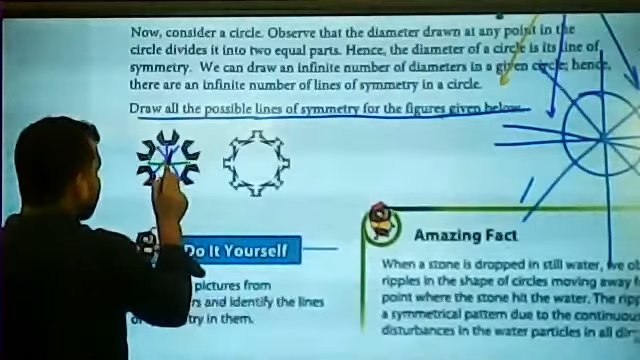 Now, consider a circle. Observe that the diameter drawn at any point in the
circle divides it into two equal parts. Hence, the diameter of a circle is its line of
symmetry. We can draw an infinite number of diameters in a given circle; hence,
there are an infinite number of lines of symmetry in a circle.
Draw all the possible lines of symmetry for the figures given below.
Do It Yourself
pictures from
and identify the lines
in them.
Amazing Fact
When a stone is dropped in still water, we
ripples in the shape of circles moving away
point where the stone hit the water. The
a symmetrical pattern due to the
disturbances in the water particles in all